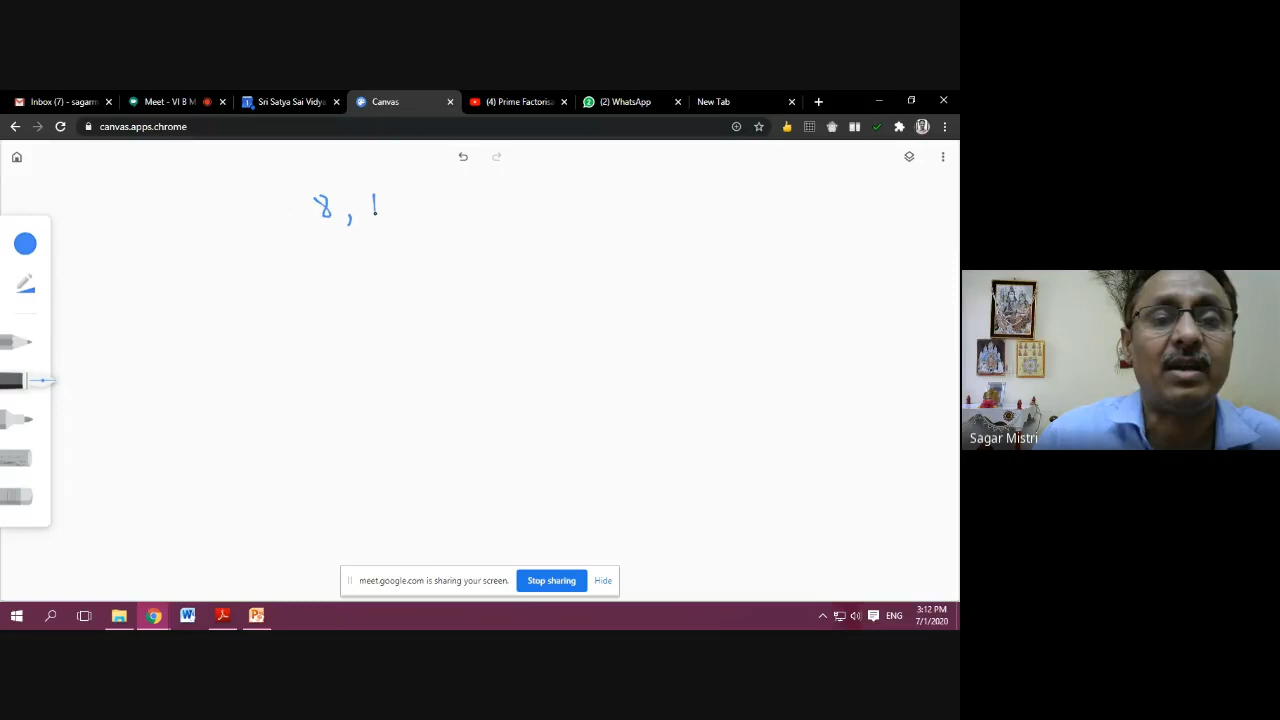 Inbox (7) - sagarm
Meet - VI B M
Sri Satya Sai Vidya
Canvas
(4) Prime Factoris
(2) WhatsApp
New Tab
canvas.apps.chrome
8, 1
Sagar Mistri
meet.google.com is sharing your screen.
Stop sharing
Hide
ENG
3:12 PM
7/1/2020